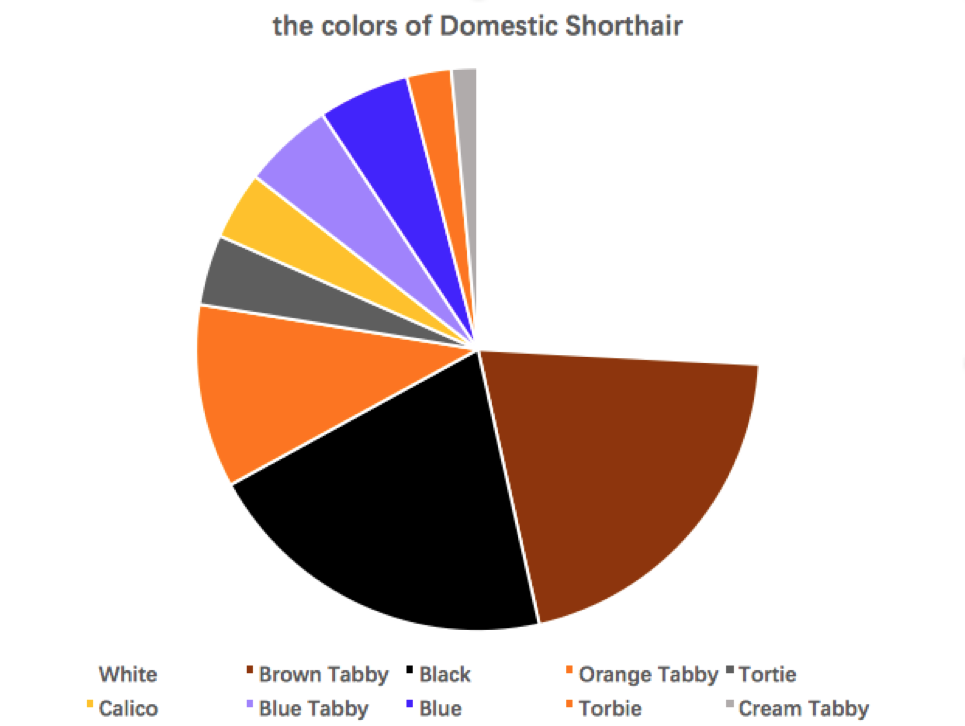 the colors of Domestic Shorthair
White Brown Tabby Black Orange Tabby Tortie
Calico Blue Tabby Blue Torbie Cream Tabby